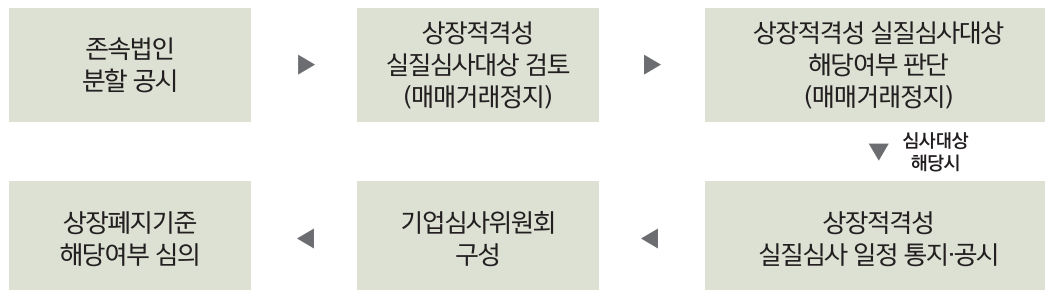 존속법인
분할 공시
상장적격성
실질심사대상 검토
(매매거래정지)
상장적격성 실질심사대상
해당여부 판단
(매매거래정지)
심사대상
해당시
상장적격성
실질심사 일정 통지·공시
기업심사위원회
구성
상장폐지기준
해당여부 심의